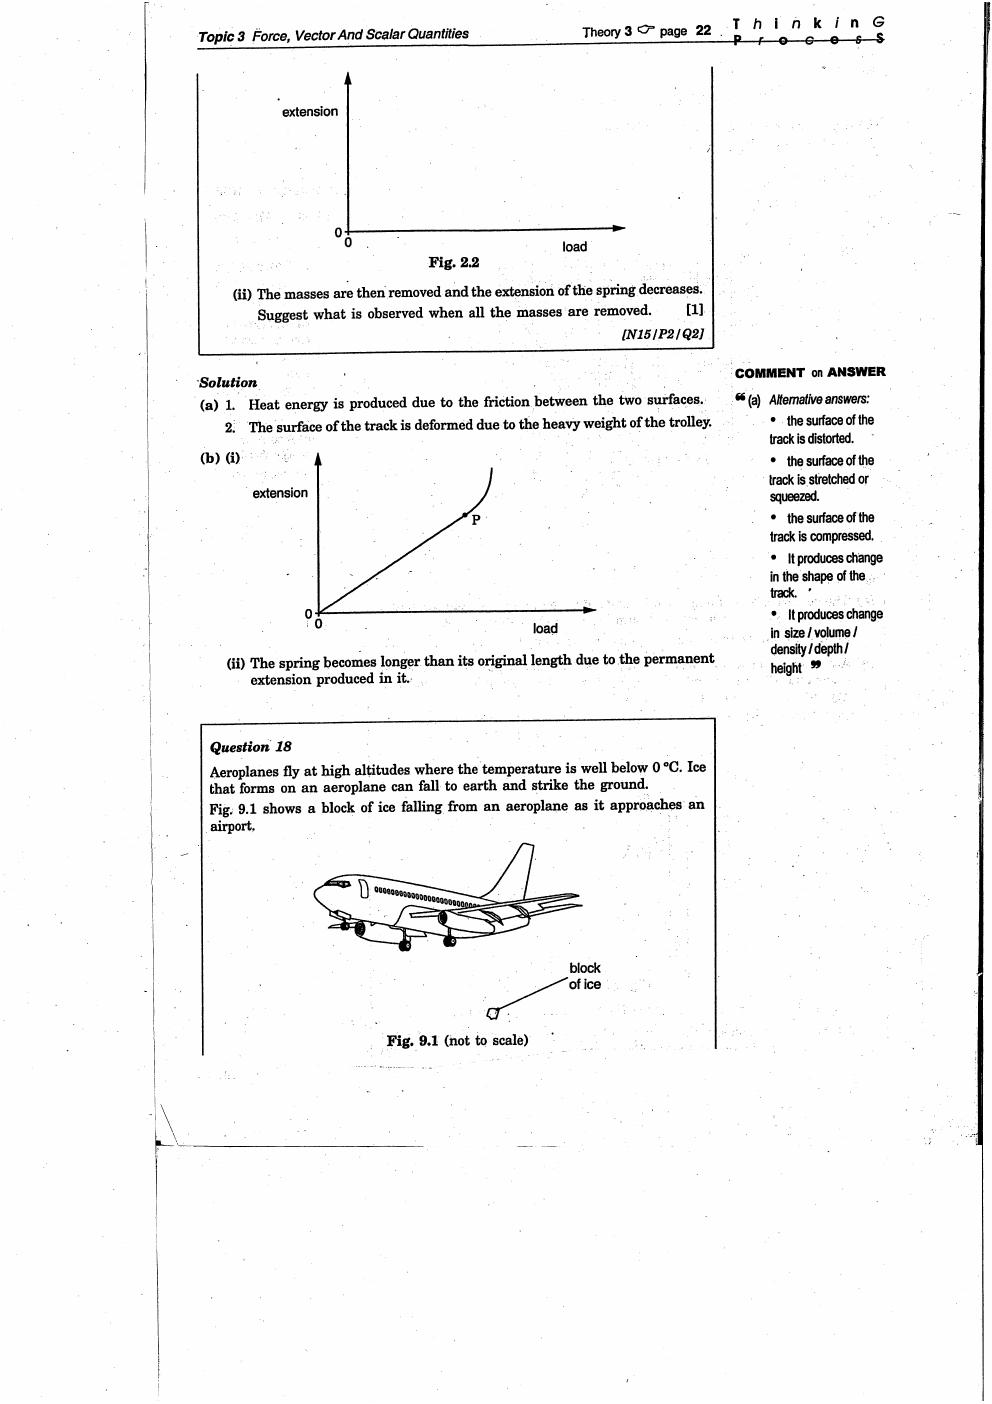 Topic 3 Force, Vector And Scalar Quantities
Theory 3 ☞ page 22
T h i n k i n G
P r o c e s S
extension
0
0
load
Fig. 2.2
(ii) The masses are then removed and the extension of the spring decreases.
Suggest what is observed when all the masses are removed. [1]
[N15/P2/Q2]
Solution
(a) 1. Heat energy is produced due to the friction between the two surfaces.
2. The surface of the track is deformed due to the heavy weight of the trolley.
(b) (i)
extension
P
0
0
load
(ii) The spring becomes longer than its original length due to the permanent
extension produced in it.
COMMENT on ANSWER
❝ (a) Alternative answers:
• the surface of the
track is distorted.
• the surface of the
track is stretched or
squeezed.
• the surface of the
track is compressed.
• It produces change
in the shape of the
track.
• It produces change
in size / volume /
density / depth /
height ❞
Question 18
Aeroplanes fly at high altitudes where the temperature is well below 0 °C. Ice
that forms on an aeroplane can fall to earth and strike the ground.
Fig. 9.1 shows a block of ice falling from an aeroplane as it approaches an
airport.
block
of ice
Fig. 9.1 (not to scale)